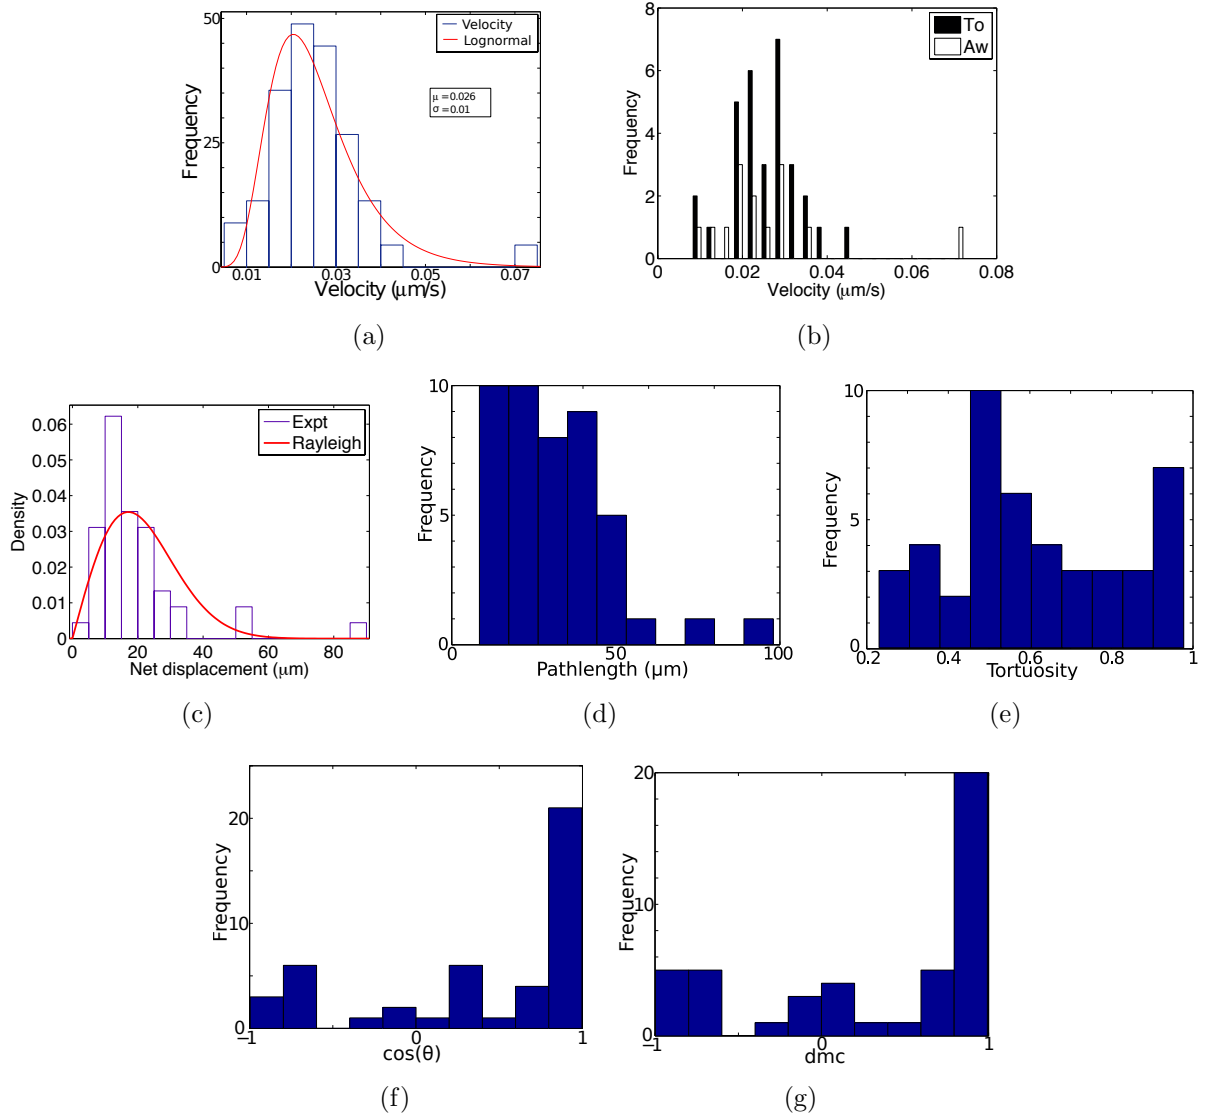 50
25
0
Frequency
Velocity
Lognormal
μ = 0.026
σ = 0.01
0.01 0.03 0.05 0.07
Velocity (μm/s)
(a)
8
6
4
2
0
Frequency
To
Aw
0 0.02 0.04 0.06 0.08
Velocity (μm/s)
(b)
0.06
0.05
0.04
0.03
0.02
0.01
0
Density
Expt
Rayleigh
0 20 40 60 80
Net displacement (μm)
(c)
10
5
0
Frequency
0 50 100
Pathlength (μm)
(d)
10
5
0
Frequency
0.2 0.4 0.6 0.8 1
Tortuosity
(e)
20
10
0
Frequency
−1 0 1
cos(θ)
(f)
20
10
0
Frequency
−1 0 1
dmc
(g)